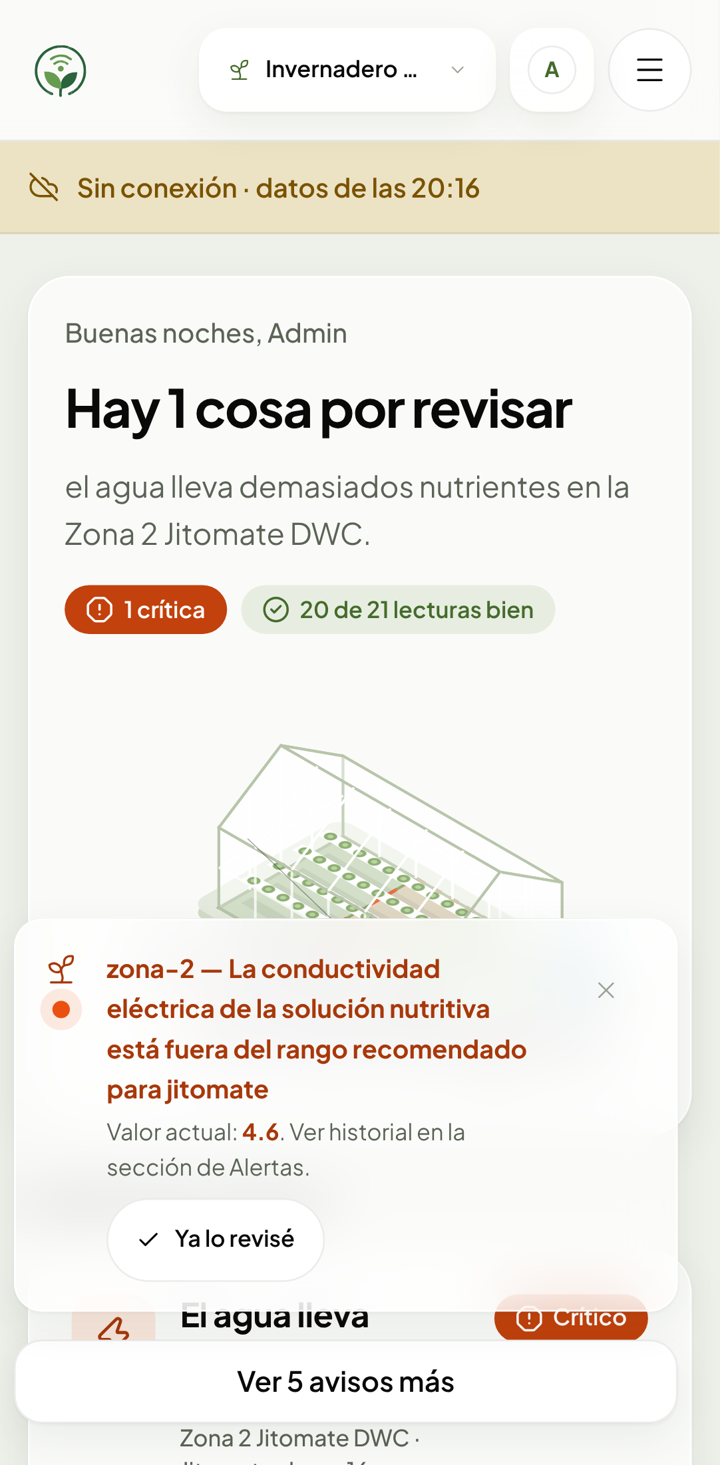 Invernadero ...
A
Sin conexión · datos de las 20:16
Buenas noches, Admin
Hay 1 cosa por revisar
el agua lleva demasiados nutrientes en la
Zona 2 Jitomate DWC.
1 crítica
20 de 21 lecturas bien
zona-2 — La conductividad
eléctrica de la solución nutritiva
está fuera del rango recomendado
para jitomate
Valor actual: 4.6. Ver historial en la
sección de Alertas.
Ya lo revisé
El agua lleva
Crítico
Ver 5 avisos más
Zona 2 Jitomate DWC ·